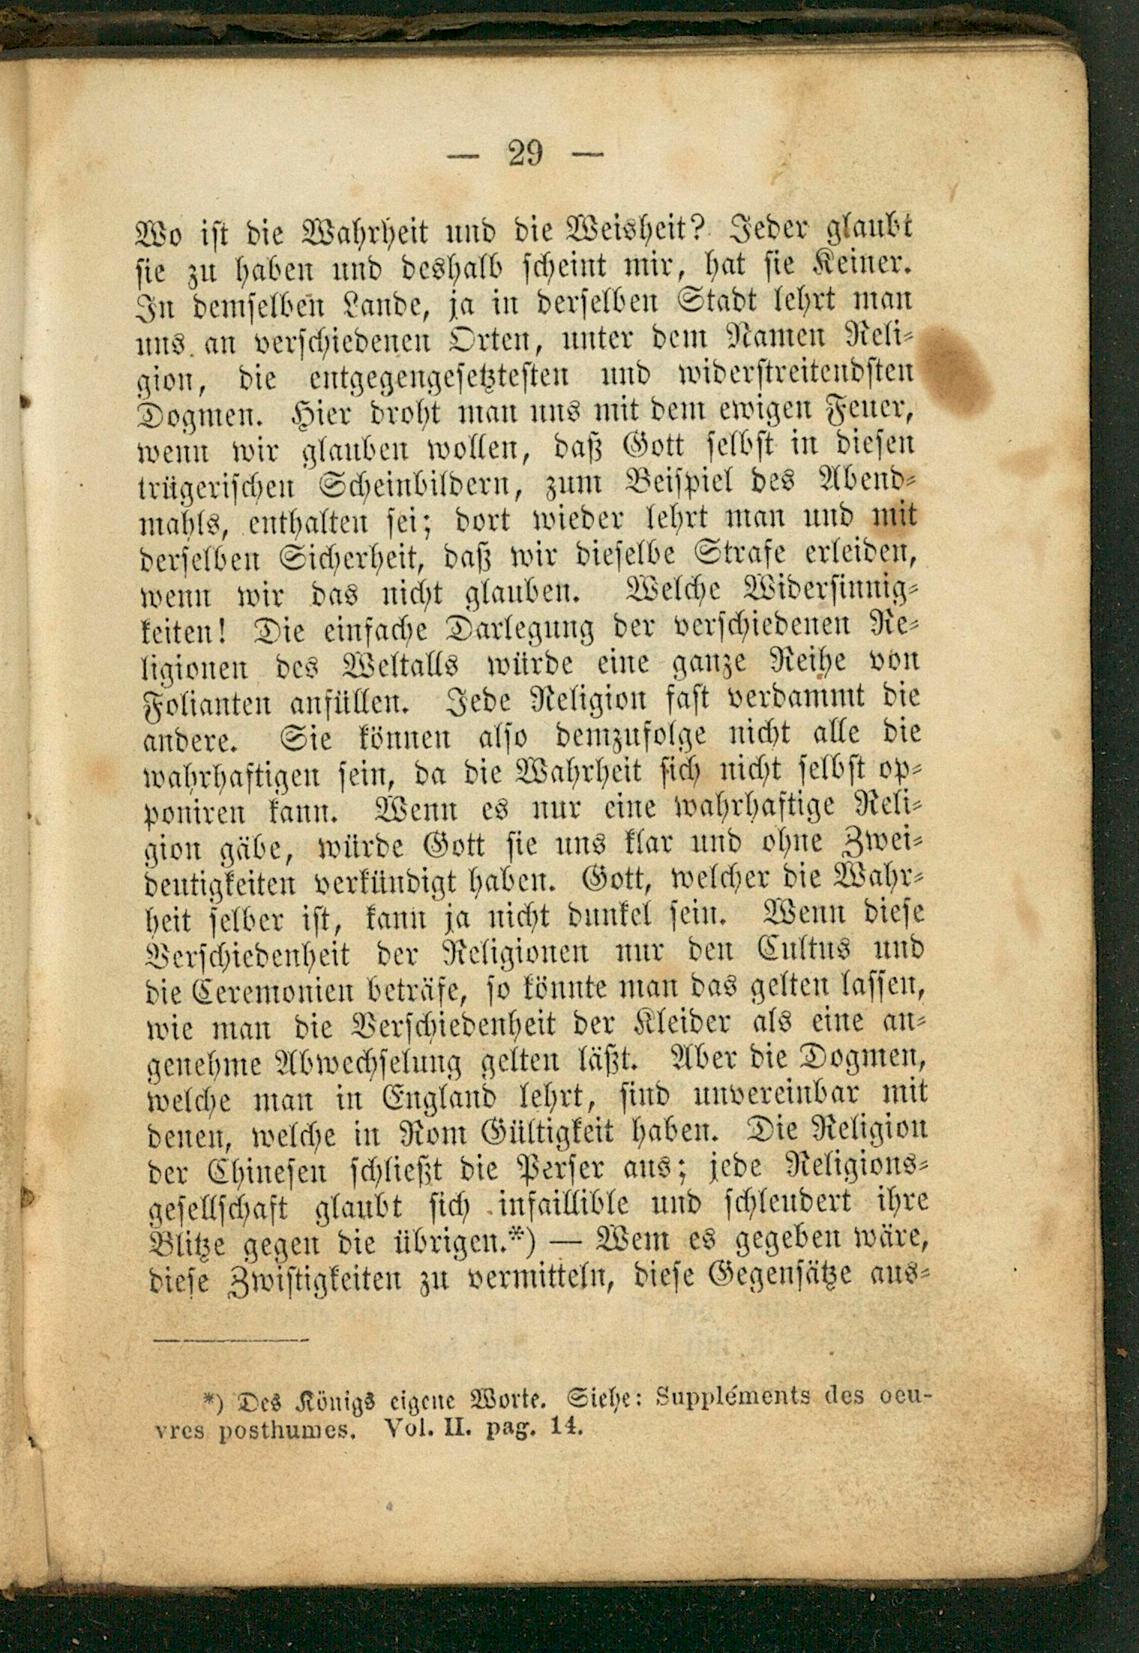 — 29 —
Wo ist die Wahrheit und die Weisheit? Jeder glaubt
sie zu haben und deshalb scheint mir, hat sie Keiner.
In demselben Lande, ja in derselben Stadt lehrt man
uns an verschiedenen Orten, unter dem Namen Reli-
gion, die entgegengesetztesten und widerstreitendsten
Dogmen. Hier droht man uns mit dem ewigen Feuer,
wenn wir glauben wollen, daß Gott selbst in diesen
trügerischen Scheinbildern, zum Beispiel des Abend-
mahls, enthalten sei; dort wieder lehrt man und mit
derselben Sicherheit, daß wir dieselbe Strafe erleiden,
wenn wir das nicht glauben. Welche Widersinnig-
keiten! Die einfache Darlegung der verschiedenen Re-
ligionen des Weltalls würde eine ganze Reihe von
Folianten anfüllen. Jede Religion fast verdammt die
andere. Sie können also demzufolge nicht alle die
wahrhaftigen sein, da die Wahrheit sich nicht selbst op-
poniren kann. Wenn es nur eine wahrhaftige Reli-
gion gäbe, würde Gott sie uns klar und ohne Zwei-
deutigkeiten verkündigt haben. Gott, welcher die Wahr-
heit selber ist, kann ja nicht dunkel sein. Wenn diese
Verschiedenheit der Religionen nur den Cultus und
die Ceremonien beträfe, so könnte man das gelten lassen,
wie man die Verschiedenheit der Kleider als eine an-
genehme Abwechselung gelten läßt. Aber die Dogmen,
welche man in England lehrt, sind unvereinbar mit
denen, welche in Rom Gültigkeit haben. Die Religion
der Chinesen schließt die Perser aus; jede Religions-
gesellschaft glaubt sich infaillible und schleudert ihre
Blitze gegen die übrigen.*) — Wem es gegeben wäre,
diese Zwistigkeiten zu vermitteln, diese Gegensätze aus-
*) Des Königs eigene Worte. Siehe: Suppléments des oeu-
vres posthumes. Vol. II. pag. 14.